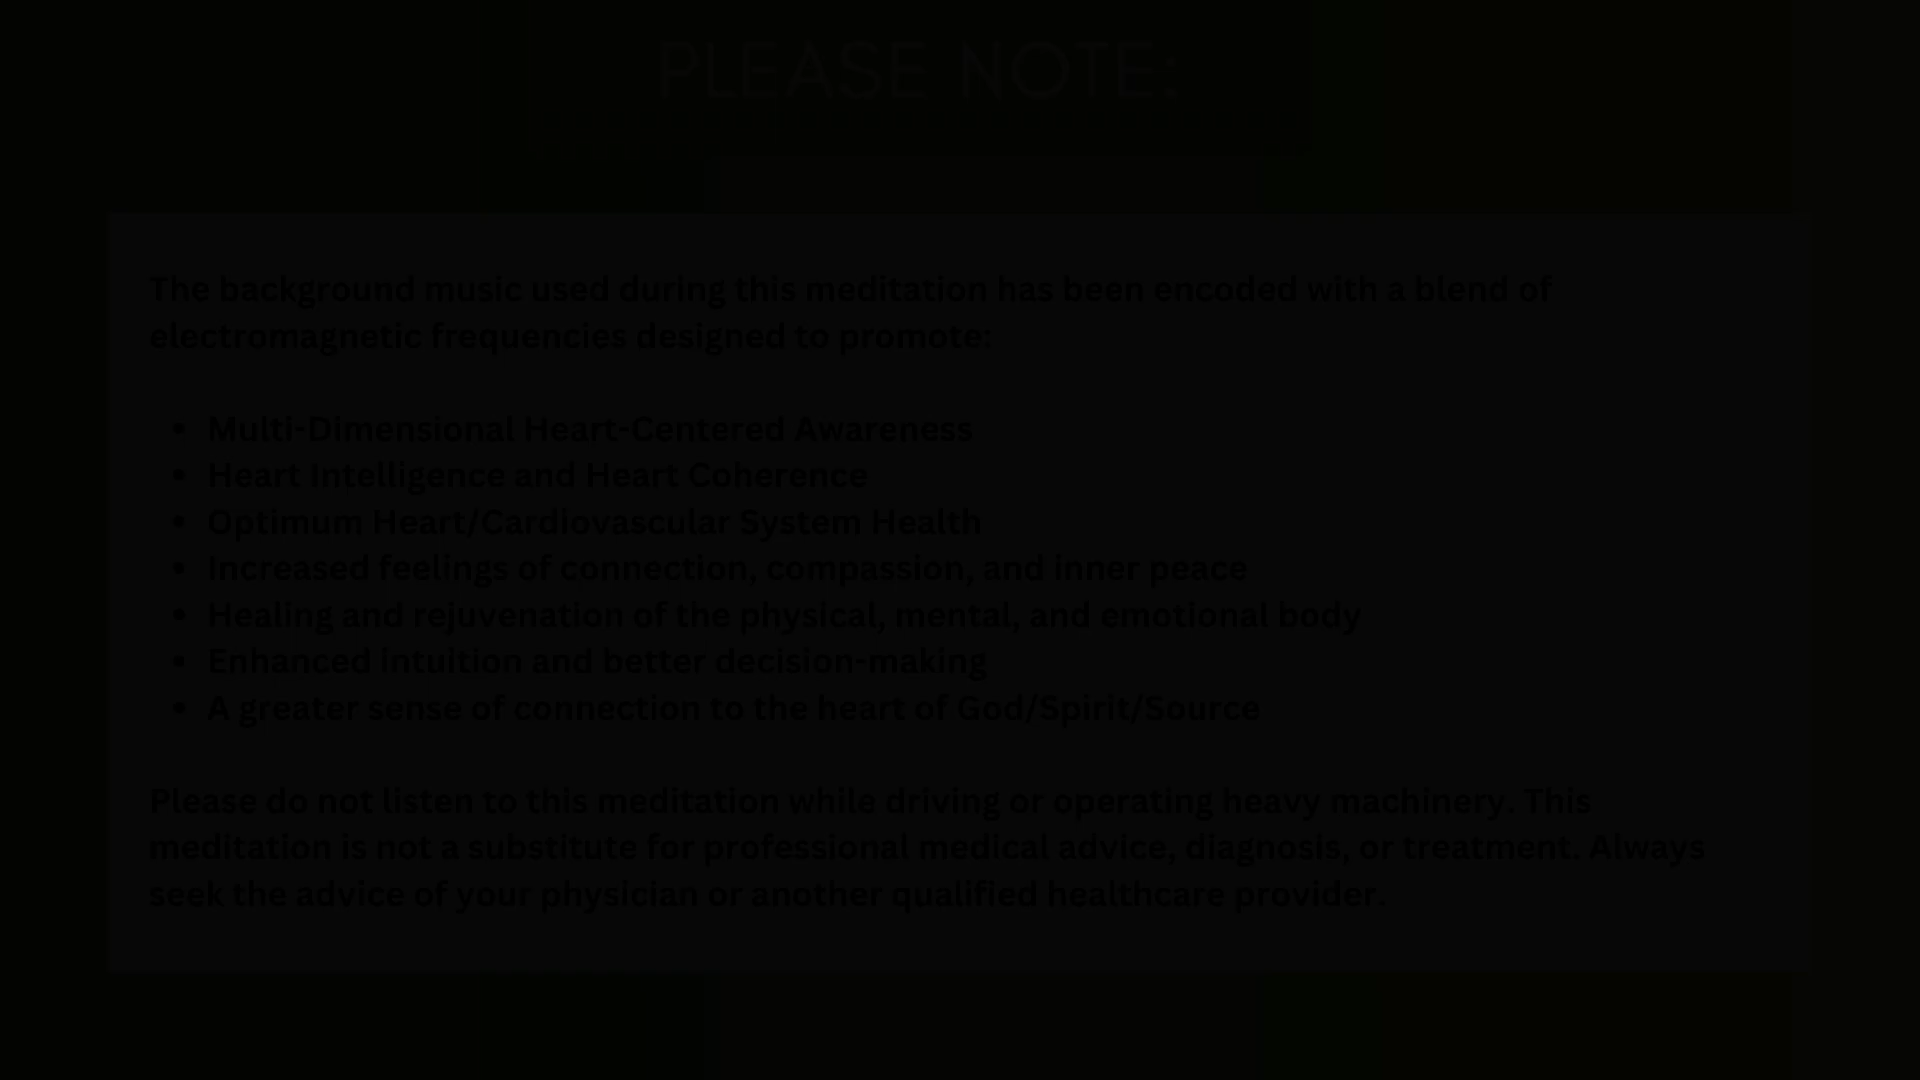 PLEASE NOTE:
The background music used during this meditation has been encoded with a blend of
electromagnetic frequencies designed to promote:
• Multi-Dimensional Heart-Centered Awareness
• Heart Intelligence and Heart Coherence
• Optimum Heart/Cardiovascular System Health
• Increased feelings of connection, compassion, and inner peace
• Healing and rejuvenation of the physical, mental, and emotional body
• Enhanced intuition and better decision-making
• A greater sense of connection to the heart of God/Spirit/Source
Please do not listen to this meditation while driving or operating heavy machinery. This
meditation is not a substitute for professional medical advice, diagnosis, or treatment. Always
seek the advice of your physician or another qualified healthcare provider.